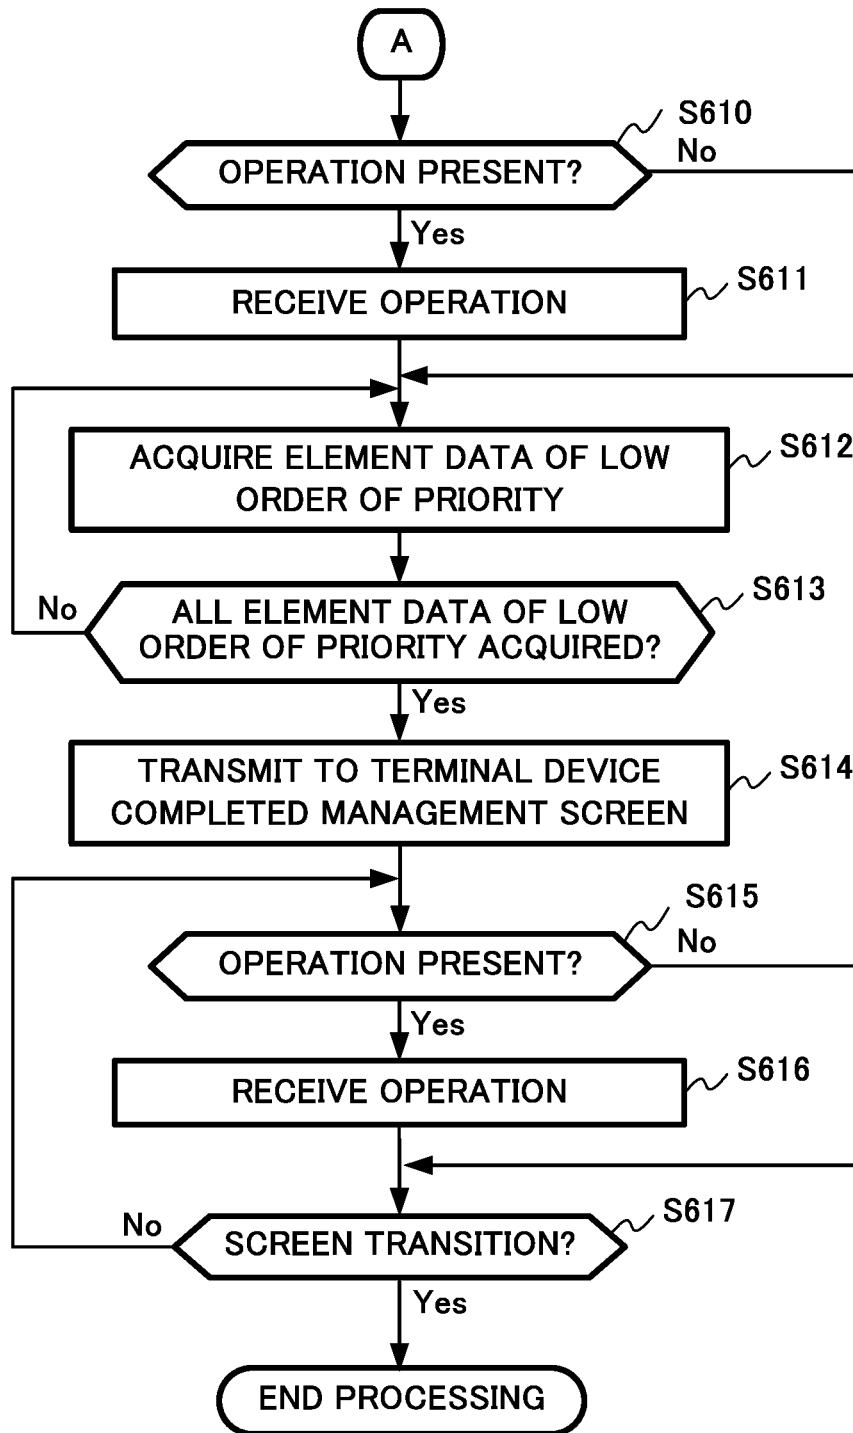 A
S610
OPERATION PRESENT?
No
Yes
S611
RECEIVE OPERATION
S612
ACQUIRE ELEMENT DATA OF LOW
ORDER OF PRIORITY
S613
No
ALL ELEMENT DATA OF LOW
ORDER OF PRIORITY ACQUIRED?
Yes
S614
TRANSMIT TO TERMINAL DEVICE
COMPLETED MANAGEMENT SCREEN
S615
OPERATION PRESENT?
No
Yes
S616
RECEIVE OPERATION
S617
No
SCREEN TRANSITION?
Yes
END PROCESSING